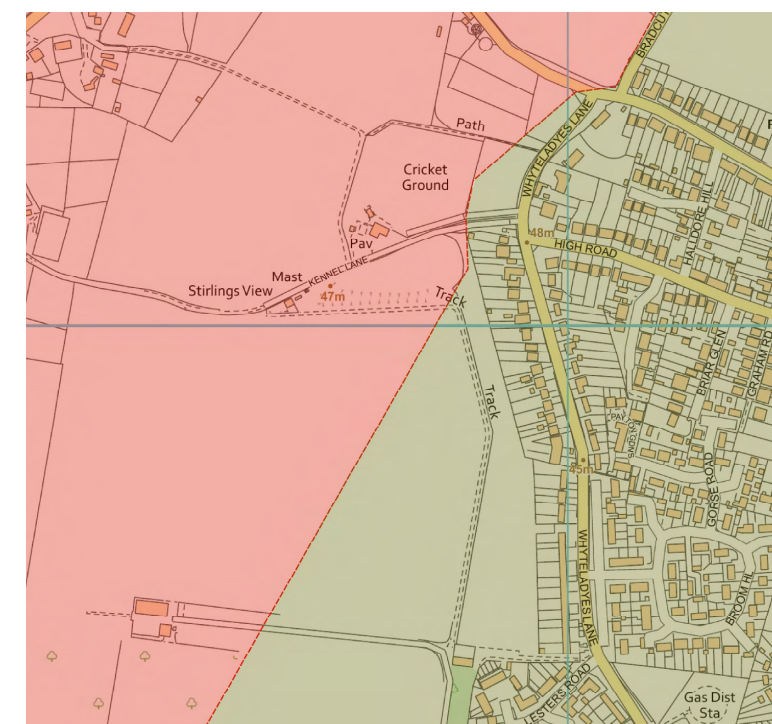 BRADCUT
Path
WHYTELADYES LANE
Cricket
Ground
HALLDORE HILL
48m
HIGH ROAD
Pav
KENNEL LANE
Mast
Stirlings View
47m
Track
Track
BRIAR GLEN
GRAHAM RD
PAV
45m
GORSE ROAD
WHYTELADYES LANE
BROOM HL
LESTERS ROAD
Gas Dist
Sta